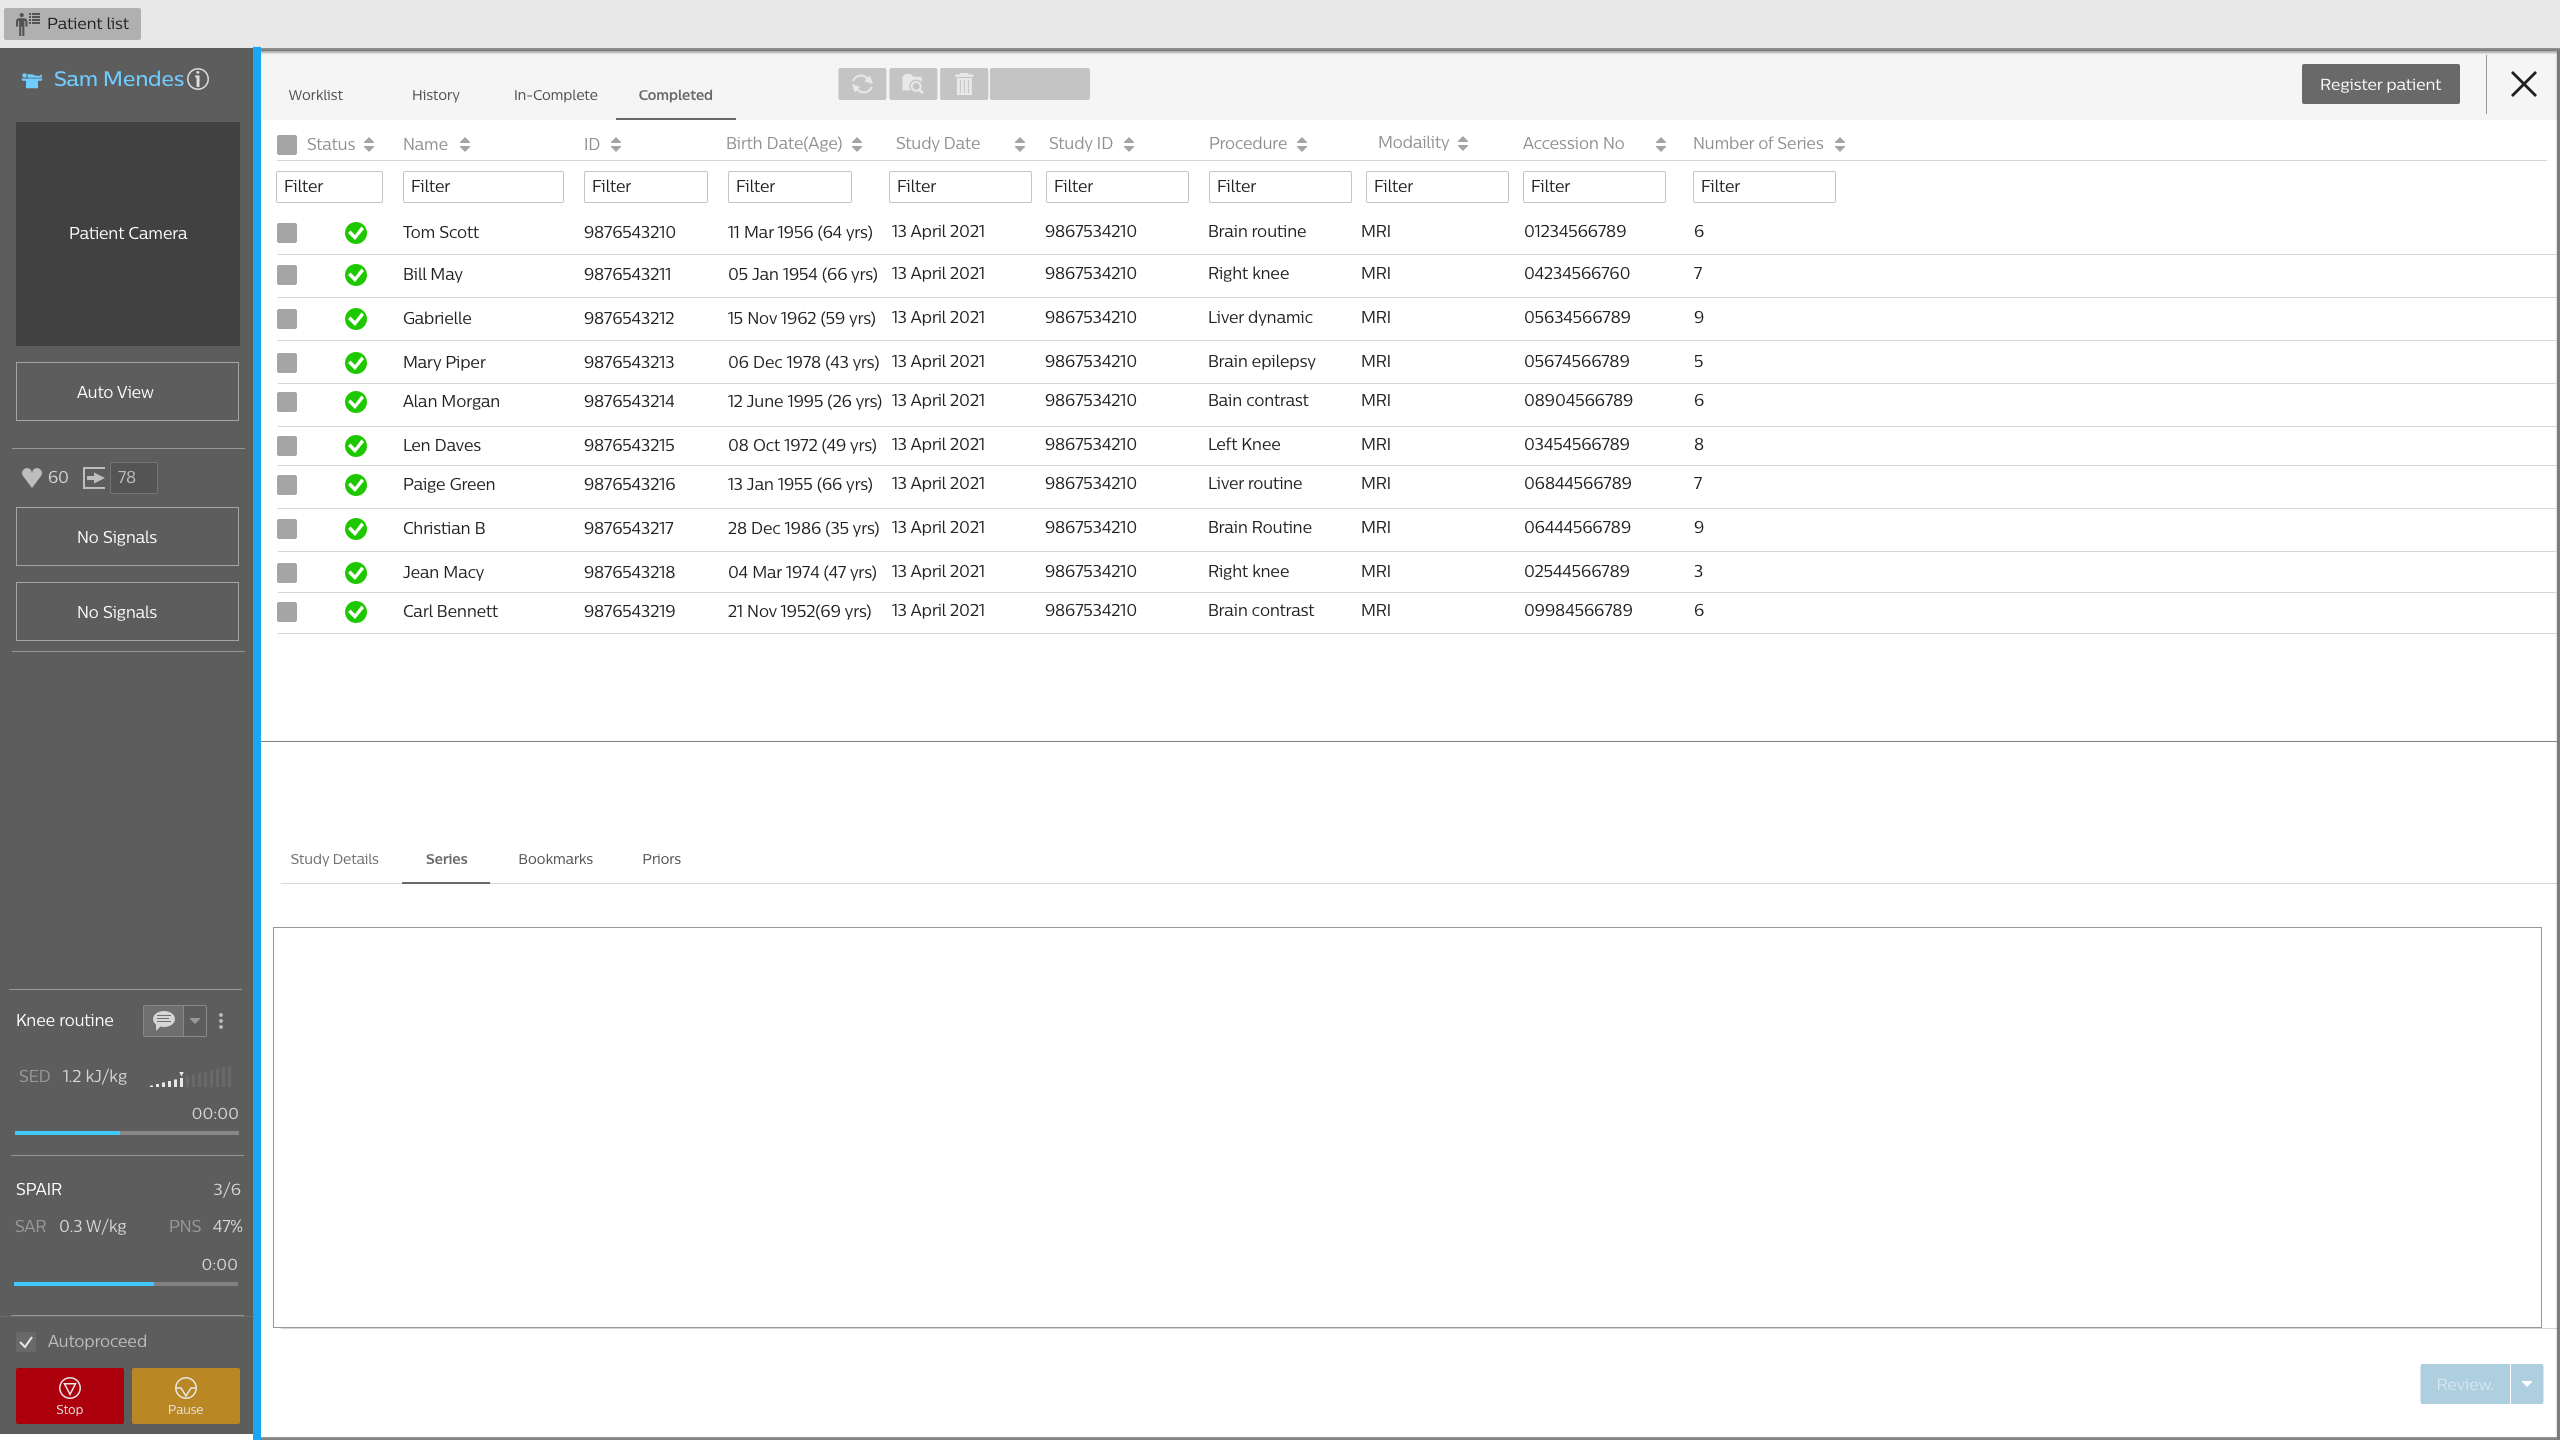 Patient list
Sam Mendes
Patient Camera
Auto View
60 78
No Signals
No Signals
Knee routine
SED 1.2 kJ/kg
00:00
SPAIR 3/6
SAR 0.3 W/kg PNS 47%
0:00
Autoproceed
Stop Pause
Worklist History In-Complete Completed Register patient
Status Name ID Birth Date(Age) Study Date Study ID Procedure Modaility Accession No Number of Series
Filter Filter Filter Filter Filter Filter Filter Filter Filter Filter
Tom Scott 9876543210 11 Mar 1956 (64 yrs) 13 April 2021 9867534210 Brain routine MRI 01234566789 6
Bill May 9876543211 05 Jan 1954 (66 yrs) 13 April 2021 9867534210 Right knee MRI 04234566760 7
Gabrielle 9876543212 15 Nov 1962 (59 yrs) 13 April 2021 9867534210 Liver dynamic MRI 05634566789 9
Mary Piper 9876543213 06 Dec 1978 (43 yrs) 13 April 2021 9867534210 Brain epilepsy MRI 05674566789 5
Alan Morgan 9876543214 12 June 1995 (26 yrs) 13 April 2021 9867534210 Bain contrast MRI 08904566789 6
Len Daves 9876543215 08 Oct 1972 (49 yrs) 13 April 2021 9867534210 Left Knee MRI 03454566789 8
Paige Green 9876543216 13 Jan 1955 (66 yrs) 13 April 2021 9867534210 Liver routine MRI 06844566789 7
Christian B 9876543217 28 Dec 1986 (35 yrs) 13 April 2021 9867534210 Brain Routine MRI 06444566789 9
Jean Macy 9876543218 04 Mar 1974 (47 yrs) 13 April 2021 9867534210 Right knee MRI 02544566789 3
Carl Bennett 9876543219 21 Nov 1952(69 yrs) 13 April 2021 9867534210 Brain contrast MRI 09984566789 6
Study Details Series Bookmarks Priors
Review.